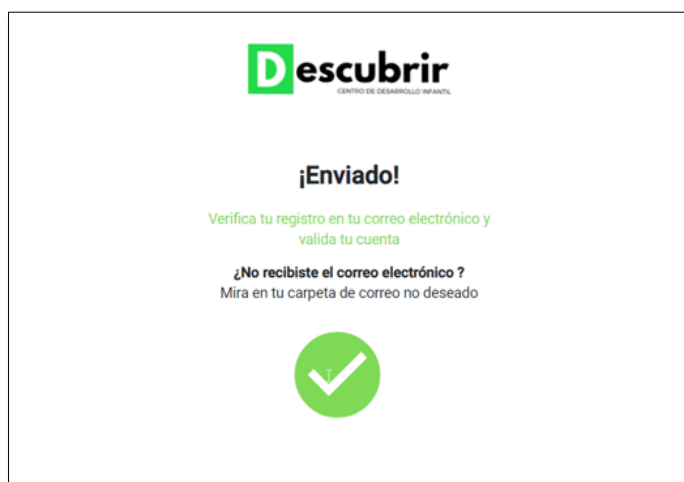 Descubrir
CENTRO DE DESARROLLO INFANTIL
¡Enviado!
Verifica tu registro en tu correo electrónico y
valida tu cuenta
¿No recibiste el correo electrónico ?
Mira en tu carpeta de correo no deseado